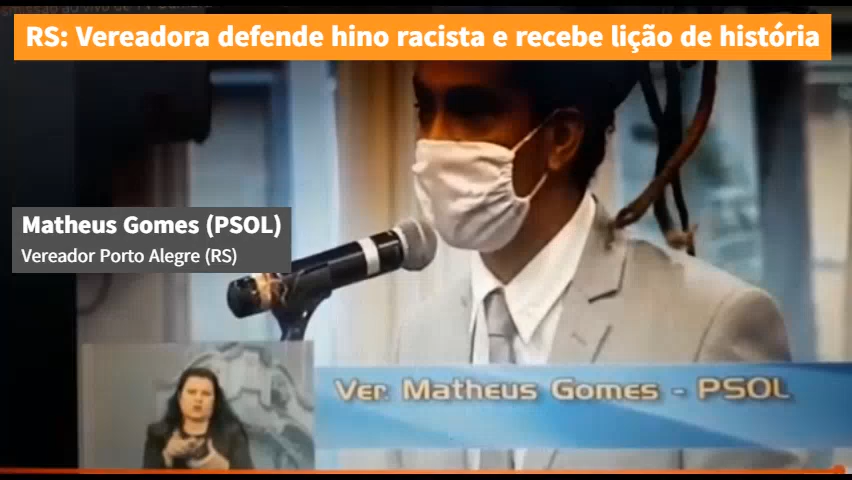 RS: Vereadora defende hino racista e recebe lição de história
Matheus Gomes (PSOL)
Vereador Porto Alegre (RS)
Ver. Matheus Gomes - PSOL